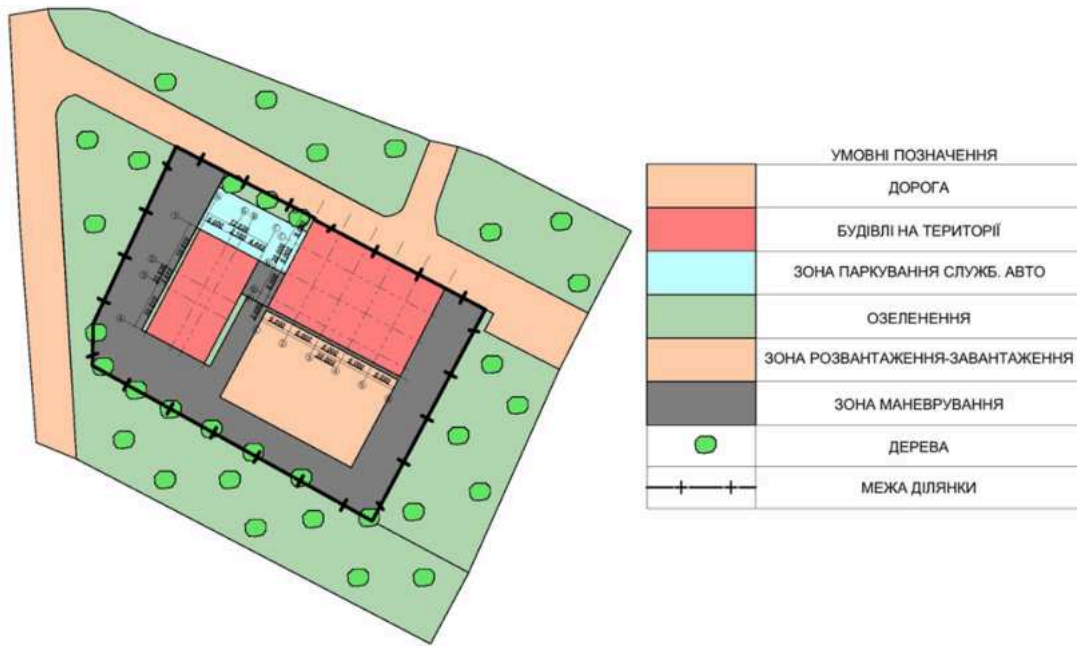 УМОВНІ ПОЗНАЧЕННЯ
ДОРОГА
БУДІВЛІ НА ТЕРИТОРІЇ
ЗОНА ПАРКУВАННЯ СЛУЖБ. АВТО
ОЗЕЛЕНЕННЯ
ЗОНА РОЗВАНТАЖЕННЯ-ЗАВАНТАЖЕННЯ
ЗОНА МАНЕВРУВАННЯ
ДЕРЕВА
МЕЖА ДІЛЯНКИ